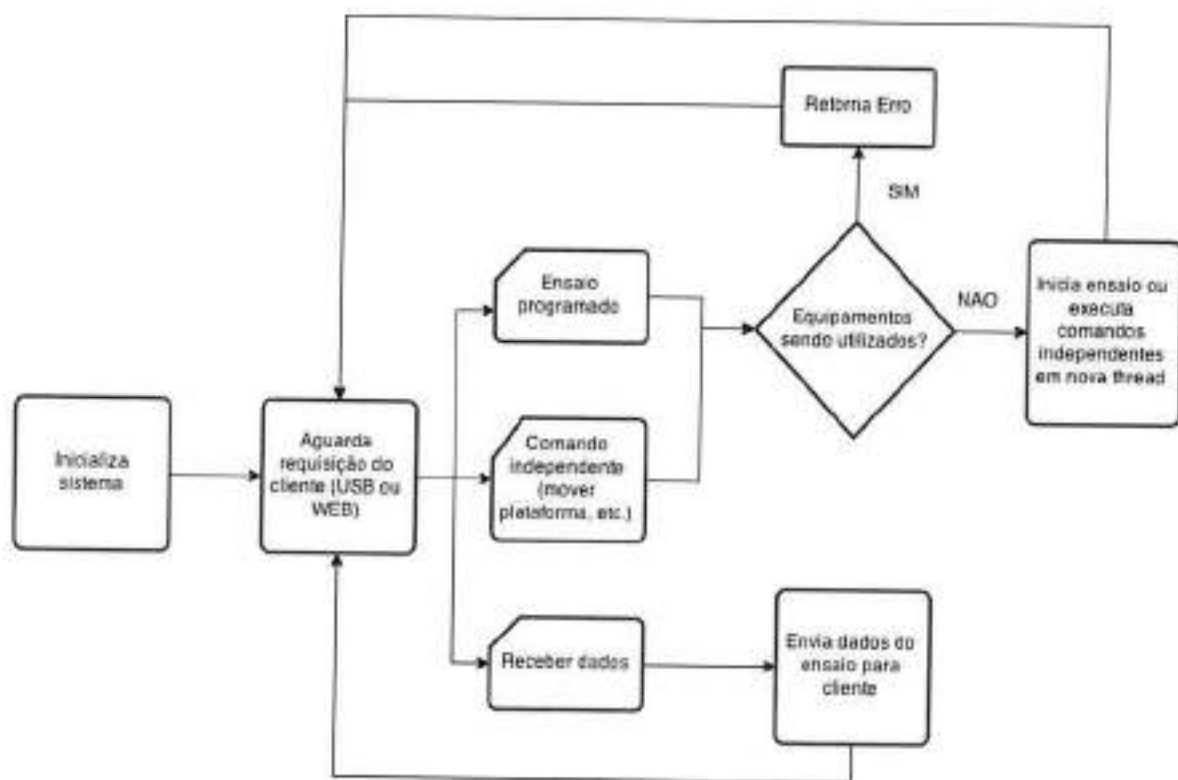 Retorna Erro
SIM
Ensaio
programado
Equipamentos
sendo utilizados?
NAO
Inicia ensaio ou
executa
comandos
independentes
em nova thread
Inicializa
sistema
Aguarda
requisição do
cliente (USB ou
WEB)
Comando
independente
(mover
plataforma, etc.)
Receber dados
Envia dados do
ensaio para
cliente